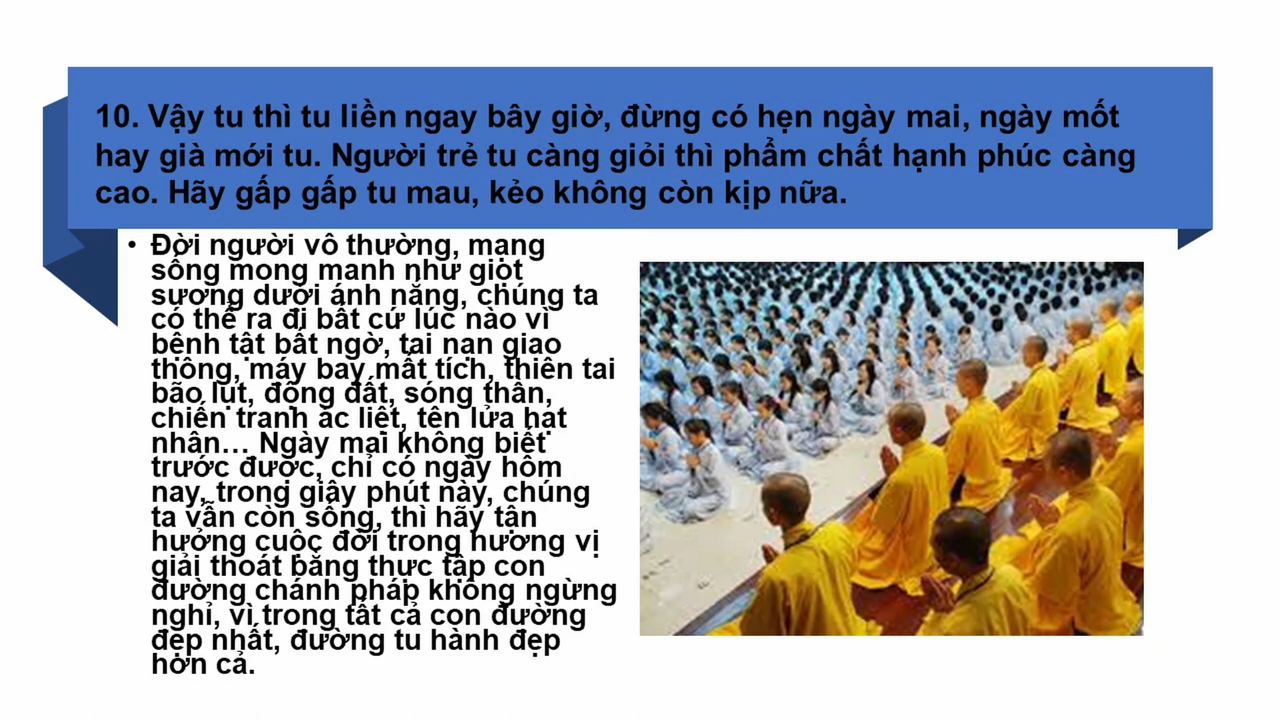 10. Vậy tu thì tu liền ngay bây giờ, đừng có hẹn ngày mai, ngày mốt
hay già mới tu. Người trẻ tu càng giỏi thì phẩm chất hạnh phúc càng
cao. Hãy gấp gấp tu mau, kẻo không còn kịp nữa.
• Đời người vô thường, mạng
sống mong manh như giọt
sương dưới ánh nắng, chúng ta
có thể ra đi bất cứ lúc nào vì
bệnh tật bất ngờ, tai nạn giao
thông, máy bay mất tích, thiên tai
bão lụt, động đất, sóng thần,
chiến tranh ác liệt, tên lửa hạt
nhân… Ngày mai không biết
trước được, chỉ có ngày hôm
nay, trong giây phút này, chúng
ta vẫn còn sống, thì hãy tận
hưởng cuộc đời trong hương vị
giải thoát bằng thực tập con
đường chánh pháp không ngừng
nghỉ, vì trong tất cả con đường
đẹp nhất, đường tu hành đẹp
hơn cả.